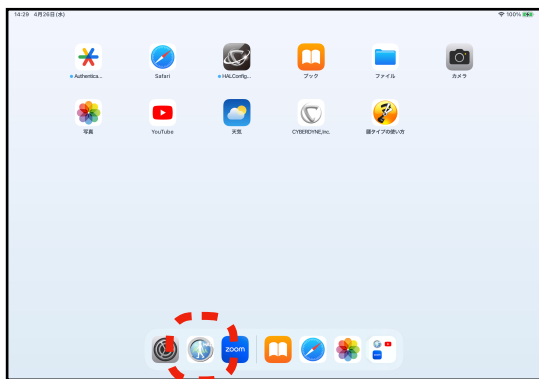 14:29 4月26日(水)
100%
Authentica...
Safari
HALConfig...
ブック
ファイル
カメラ
写真
YouTube
天気
CYBERDYNE,Inc.
腰タイプの使い方
zoom